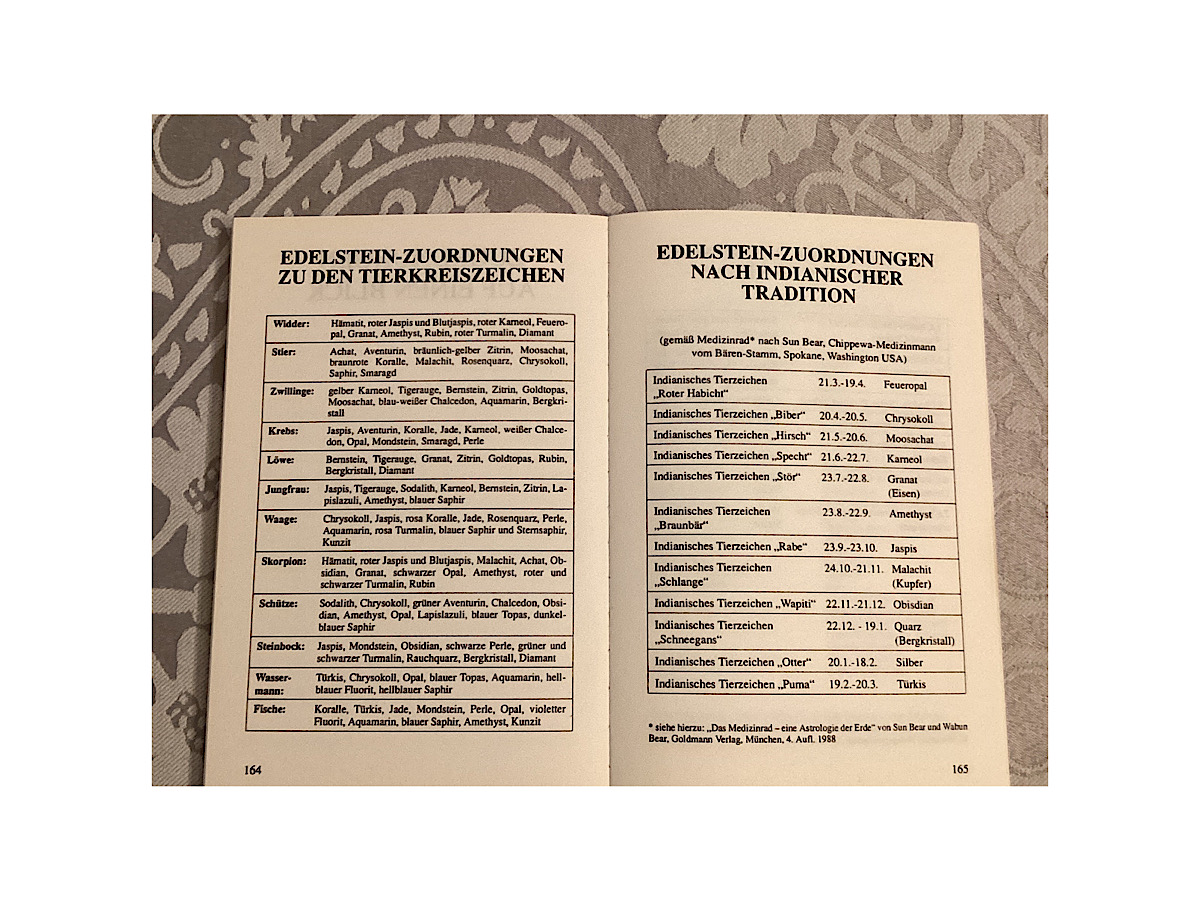 EDELSTEIN-ZUORDNUNGEN
ZU DEN TIERKREISZEICHEN
Widder: Hämatit, roter Jaspis und Blutjaspis, roter Karneol, Feuero-
pal, Granat, Amethyst, Rubin, roter Turmalin, Diamant
Stier: Achat, Aventurin, bräunlich-gelber Zitrin, Moosachat,
braunrote Koralle, Malachit, Rosenquarz, Chrysokoll,
Saphir, Smaragd
Zwillinge: gelber Karneol, Tigerauge, Bernstein, Zitrin, Goldtopas,
Moosachat, blau-weißer Chalcedon, Aquamarin, Bergkri-
stall
Krebs: Jaspis, Aventurin, Koralle, Jade, Karneol, weißer Chalce-
don, Opal, Mondstein, Smaragd, Perle
Löwe: Bernstein, Tigerauge, Granat, Zitrin, Goldtopas, Rubin,
Bergkristall, Diamant
Jungfrau: Jaspis, Tigerauge, Sodalith, Karneol, Bernstein, Zitrin, La-
pislazuli, Amethyst, blauer Saphir
Waage: Chrysokoll, Jaspis, rosa Koralle, Jade, Rosenquarz, Perle,
Aquamarin, rosa Turmalin, blauer Saphir und Sternsaphir,
Kunzit
Skorpion: Hämatit, roter Jaspis und Blutjaspis, Malachit, Achat, Ob-
sidian, Granat, schwarzer Opal, Amethyst, roter und
schwarzer Turmalin, Rubin
Schütze: Sodalith, Chrysokoll, grüner Aventurin, Chalcedon, Obsi-
dian, Amethyst, Opal, Lapislazuli, blauer Topas, dunkel-
blauer Saphir
Steinbock: Jaspis, Mondstein, Obsidian, schwarze Perle, grüner und
schwarzer Turmalin, Rauchquarz, Bergkristall, Diamant
Wasser- Türkis, Chrysokoll, Opal, blauer Topas, Aquamarin, hell-
mann: blauer Fluorit, hellblauer Saphir
Fische: Koralle, Türkis, Jade, Mondstein, Perle, Opal, violetter
Fluorit, Aquamarin, blauer Saphir, Amethyst, Kunzit
164
EDELSTEIN-ZUORDNUNGEN
NACH INDIANISCHER
TRADITION
(gemäß Medizinrad* nach Sun Bear, Chippewa-Medizinmann
vom Bären-Stamm, Spokane, Washington USA)
Indianisches Tierzeichen 21.3.-19.4. Feueropal
„Roter Habicht“
Indianisches Tierzeichen „Biber“ 20.4.-20.5. Chrysokoll
Indianisches Tierzeichen „Hirsch“ 21.5.-20.6. Moosachat
Indianisches Tierzeichen „Specht“ 21.6.-22.7. Karneol
Indianisches Tierzeichen „Stör“ 23.7.-22.8. Granat
(Eisen)
Indianisches Tierzeichen 23.8.-22.9. Amethyst
„Braunbär“
Indianisches Tierzeichen „Rabe“ 23.9.-23.10. Jaspis
Indianisches Tierzeichen 24.10.-21.11. Malachit
„Schlange“ (Kupfer)
Indianisches Tierzeichen „Wapiti“ 22.11.-21.12. Obisdian
Indianisches Tierzeichen 22.12. - 19.1. Quarz
„Schneegans“ (Bergkristall)
Indianisches Tierzeichen „Otter“ 20.1.-18.2. Silber
Indianisches Tierzeichen „Puma“ 19.2.-20.3. Türkis
* siehe hierzu: „Das Medizinrad – eine Astrologie der Erde“ von Sun Bear und Wabun
Bear, Goldmann Verlag, München, 4. Aufl. 1988
165